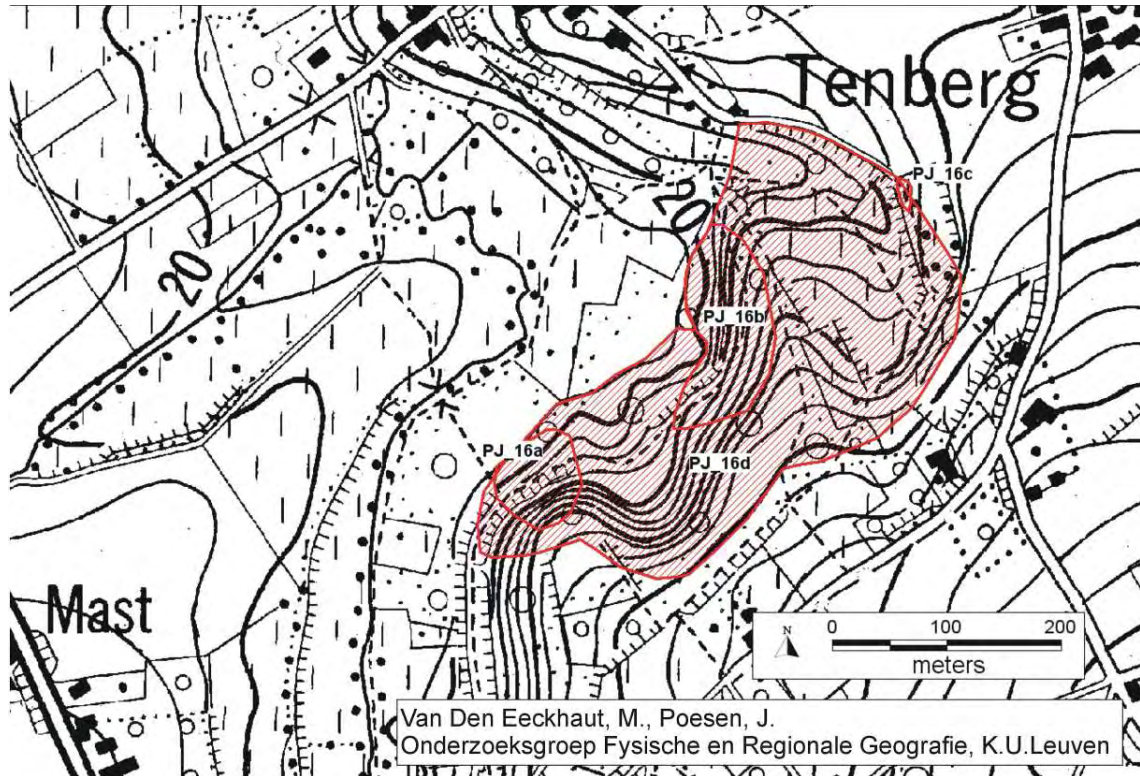 Tenberg
PJ_16c
20
20
PJ_16b
PJ_16a
PJ_16d
Mast
N
0 100 200
meters
Van Den Eeckhaut, M., Poesen, J.
Onderzoeksgroep Fysische en Regionale Geografie, K.U.Leuven